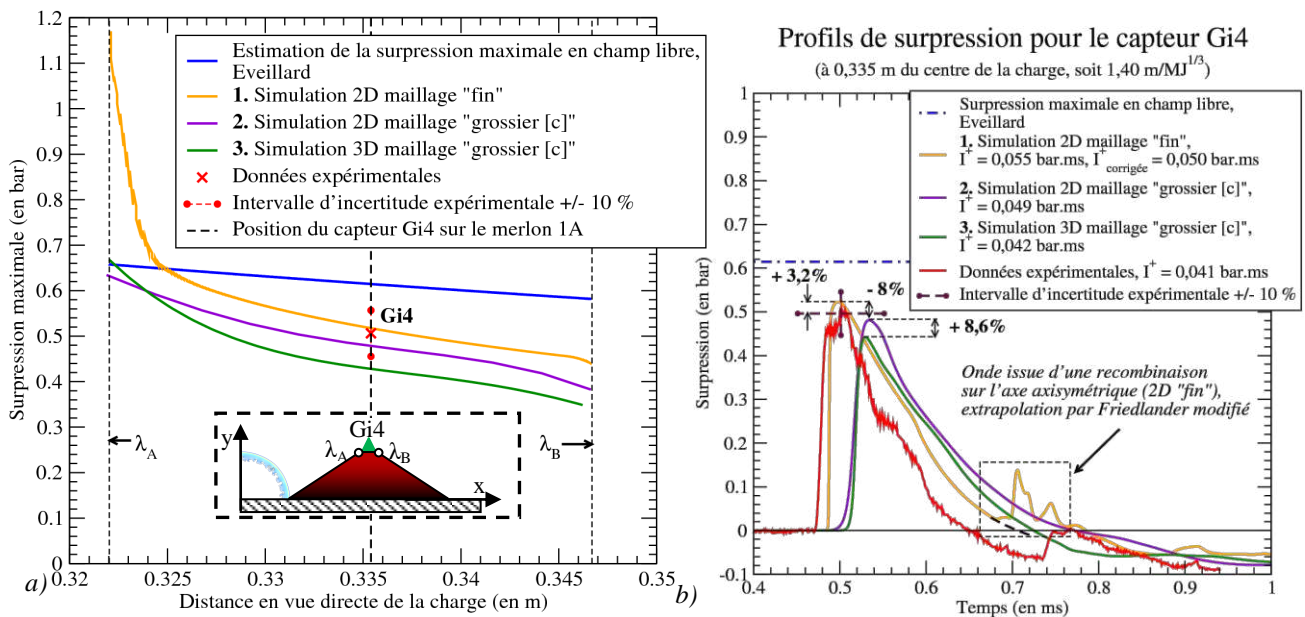 1.2
1.1
1
0.9
0.8
0.7
0.6
0.5
0.4
0.3
0.2
0.1
0
Surpression maximale (en bar)
Estimation de la surpression maximale en champ libre,
Eveillard
1. Simulation 2D maillage "fin"
2. Simulation 2D maillage "grossier [c]"
3. Simulation 3D maillage "grossier [c]"
Données expérimentales
Intervalle d'incertitude expérimentale +/- 10 %
Position du capteur Gi4 sur le merlon 1A
Gi4
λA
λB
y
Gi4
λA
λB
x
0.32
0.325
0.33
0.335
0.34
0.345
0.35
a)
Distance en vue directe de la charge (en m)
Profils de surpression pour le capteur Gi4
(à 0,335 m du centre de la charge, soit 1,40 m/MJ^1/3)
1
0.9
0.8
0.7
0.6
0.5
0.4
0.3
0.2
0.1
0
-0.1
Surpression (en bar)
Surpression maximale en champ libre,
Eveillard
1. Simulation 2D maillage "fin",
I+ = 0,055 bar.ms, I+corrigée = 0,050 bar.ms
2. Simulation 2D maillage "grossier [c]",
I+ = 0,049 bar.ms
3. Simulation 3D maillage "grossier [c]",
I+ = 0,042 bar.ms
Données expérimentales, I+ = 0,041 bar.ms
Intervalle d'incertitude expérimentale +/- 10 %
+ 3,2%
- 8%
+ 8,6%
Onde issue d'une recombinaison
sur l'axe axisymétrique (2D "fin"),
extrapolation par Friedlander modifié
0.4
0.5
0.6
0.7
0.8
0.9
1
b)
Temps (en ms)